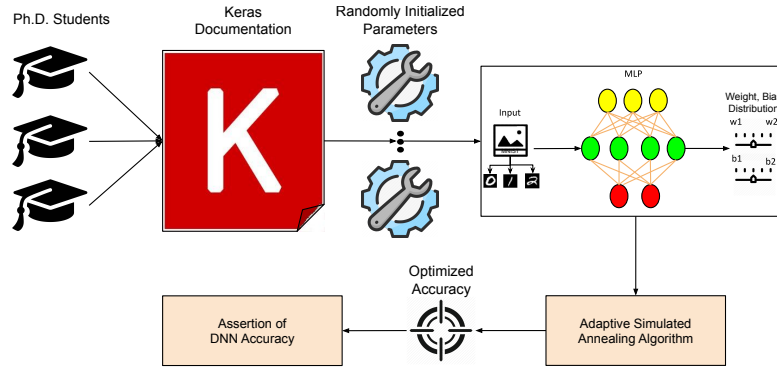 Ph.D. Students
Keras
Documentation
Randomly Initialized
Parameters
K
MLP
Input
Weight, Bias
Distribution
w1 w2
b1 b2
Optimized
Accuracy
Assertion of
DNN Accuracy
Adaptive Simulated
Annealing Algorithm